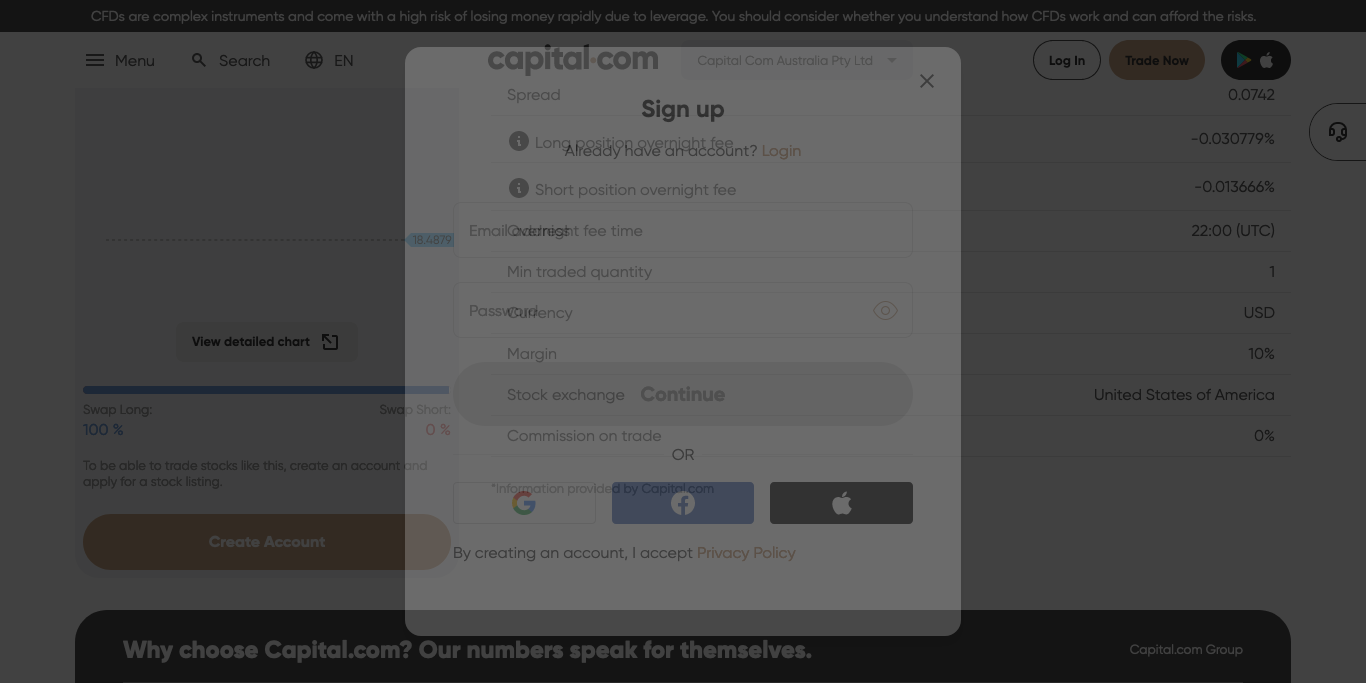 CFDs are complex instruments and come with a high risk of losing money rapidly due to leverage. You should consider whether you understand how CFDs work and can afford the risks.
Menu Search EN capital.com Capital Com Australia Pty Ltd Log In Trade Now
Spread 0.0742
Sign up
Long position overnight fee -0.030779%
Already have an account? Login
Short position overnight fee -0.013666%
Email address
Overnight fee time 22:00 (UTC)
18.4879
Min traded quantity 1
Password
Currency USD
View detailed chart
Margin 10%
Stock exchange United States of America
Continue
Swap Long: Swap Short:
100 % 0 %
Commission on trade 0%
OR
To be able to trade stocks like this, create an account and
apply for a stock listing.
*Information provided by Capital.com
Create Account
By creating an account, I accept Privacy Policy
Why choose Capital.com? Our numbers speak for themselves.
Capital.com Group